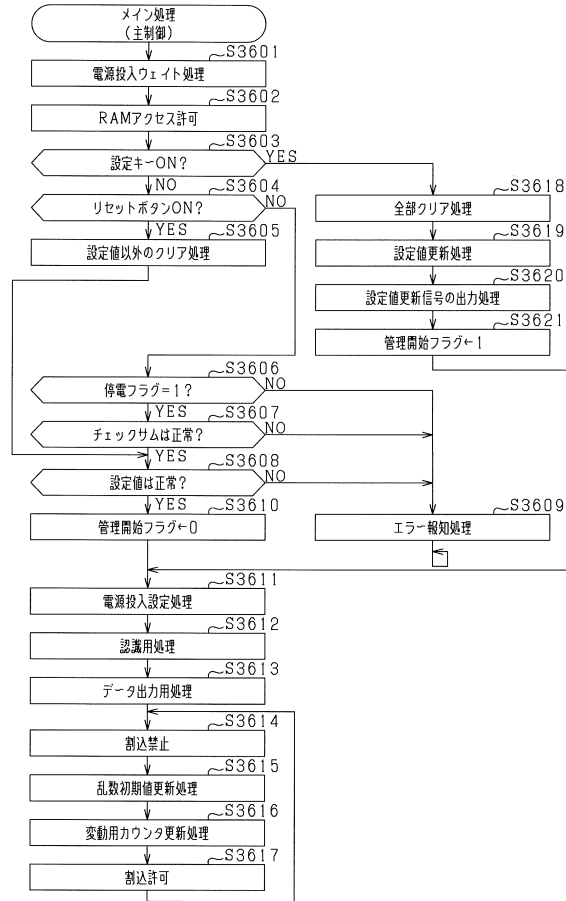 メイン処理
(主制御)
S3601
電源投入ウェイト処理
S3602
RAMアクセス許可
S3603
設定キーON?
YES
NO
S3604
リセットボタンON?
NO
YES
S3605
設定値以外のクリア処理
S3618
全部クリア処理
S3619
設定値更新処理
S3620
設定値更新信号の出力処理
S3621
管理開始フラグ←1
S3606
停電フラグ=1?
NO
YES
S3607
チェックサムは正常?
NO
YES
S3608
設定値は正常?
NO
YES
S3610
管理開始フラグ←0
S3609
エラー報知処理
S3611
電源投入設定処理
S3612
認識用処理
S3613
データ出力用処理
S3614
割込禁止
S3615
乱数初期値更新処理
S3616
変動用カウンタ更新処理
S3617
割込許可